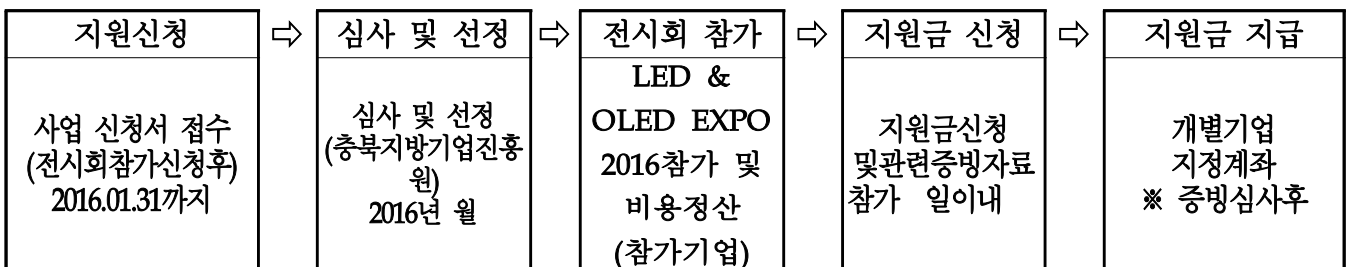 지원신청
사업 신청서 접수
(전시회참가신청후)
2016.01.31까지
⇨
심사 및 선정
심사 및 선정
(충북지방기업진흥
원)
2016년 월
⇨
전시회 참가
LED &
OLED EXPO
2016참가 및
비용정산
(참가기업)
⇨
지원금 신청
지원금신청
및관련증빙자료
참가 일이내
⇨
지원금 지급
개별기업
지정계좌
※ 증빙심사후